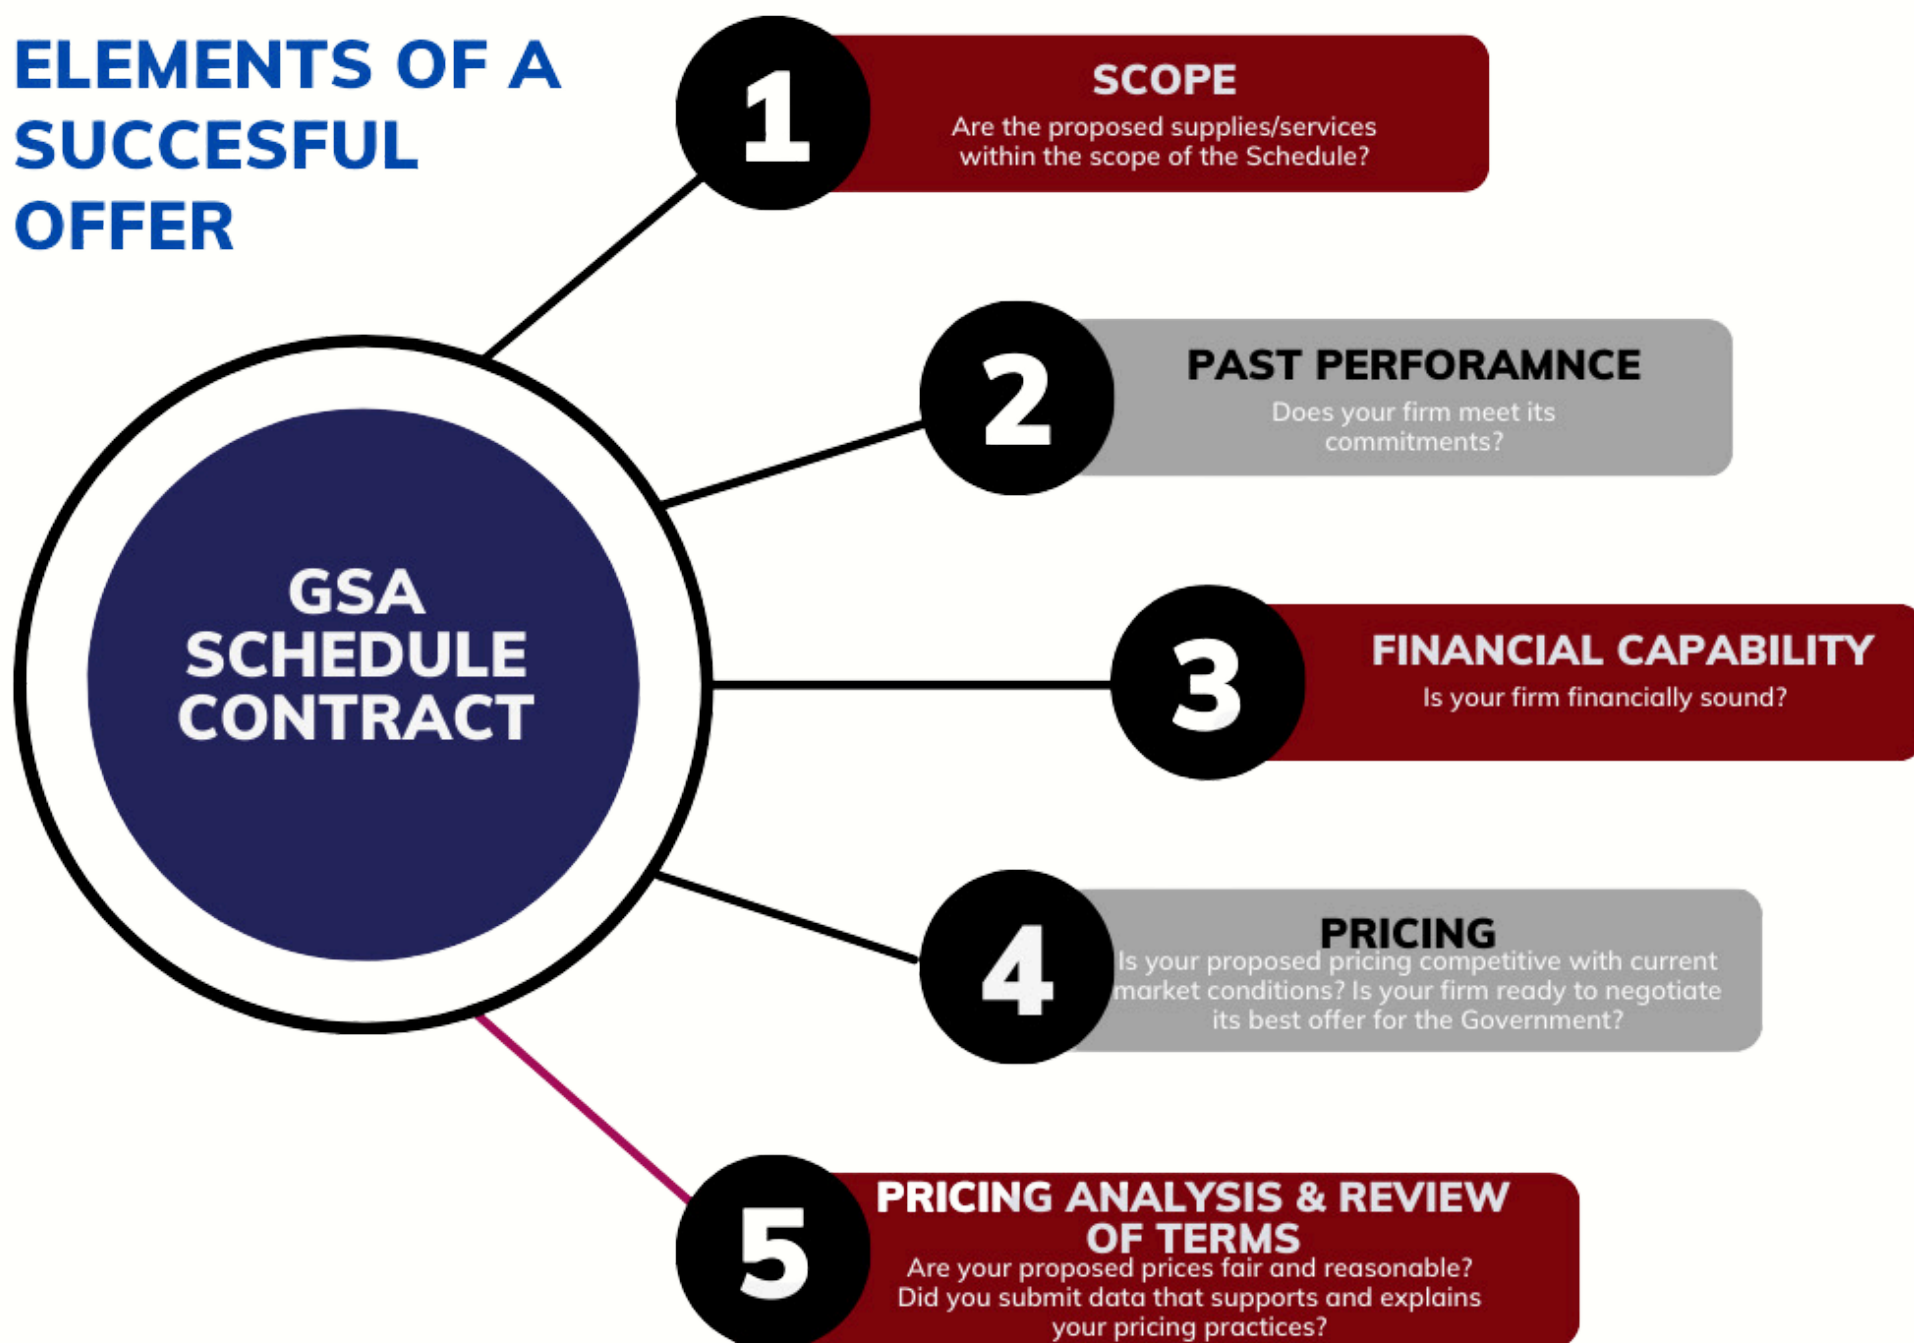 ELEMENTS OF A
SUCCESFUL
OFFER
GSA
SCHEDULE
CONTRACT
1
SCOPE
Are the proposed supplies/services
within the scope of the Schedule?
2
PAST PERFORAMNCE
Does your firm meet its
commitments?
3
FINANCIAL CAPABILITY
Is your firm financially sound?
4
PRICING
Is your proposed pricing competitive with current
market conditions? Is your firm ready to negotiate
its best offer for the Government?
5
PRICING ANALYSIS & REVIEW
OF TERMS
Are your proposed prices fair and reasonable?
Did you submit data that supports and explains
your pricing practices?